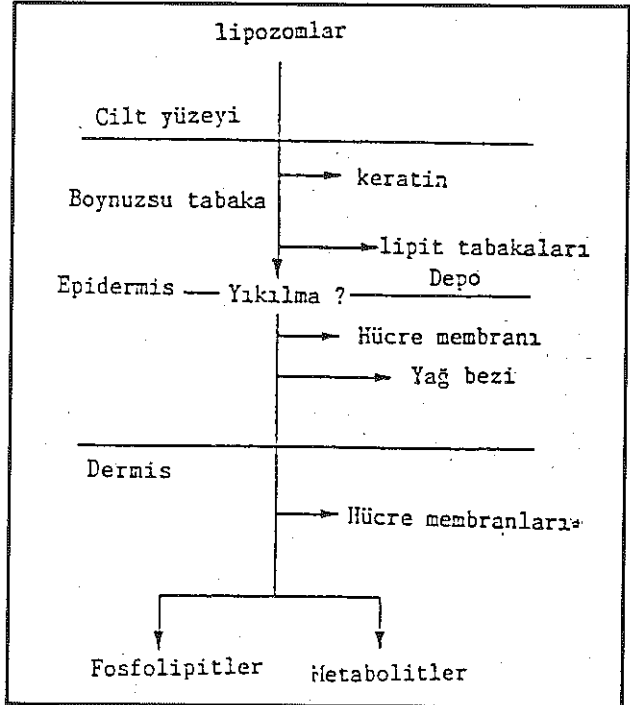 lipozomlar
Cilt yüzeyi
keratin
Boynuzsu tabaka
lipit tabakaları
Depo
Epidermis Yıkılma ?
Hücre membranı
Yağ bezi
Dermis
Hücre membranları
Fosfolipitler Metabolitler